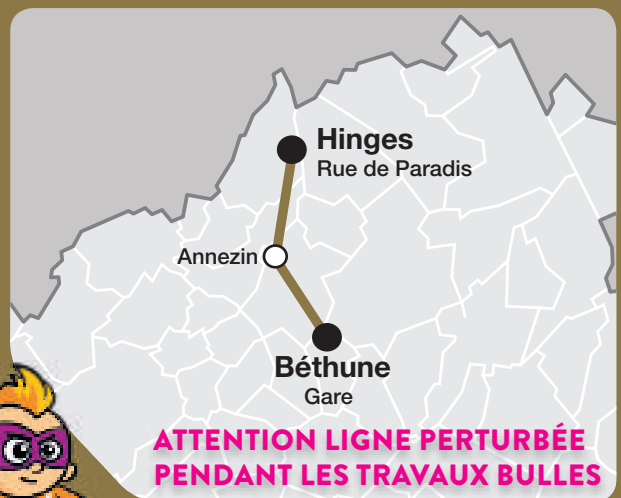 Hinges
Rue de Paradis
Annezin
Béthune
Gare
ATTENTION LIGNE PERTURBÉE
PENDANT LES TRAVAUX BULLES